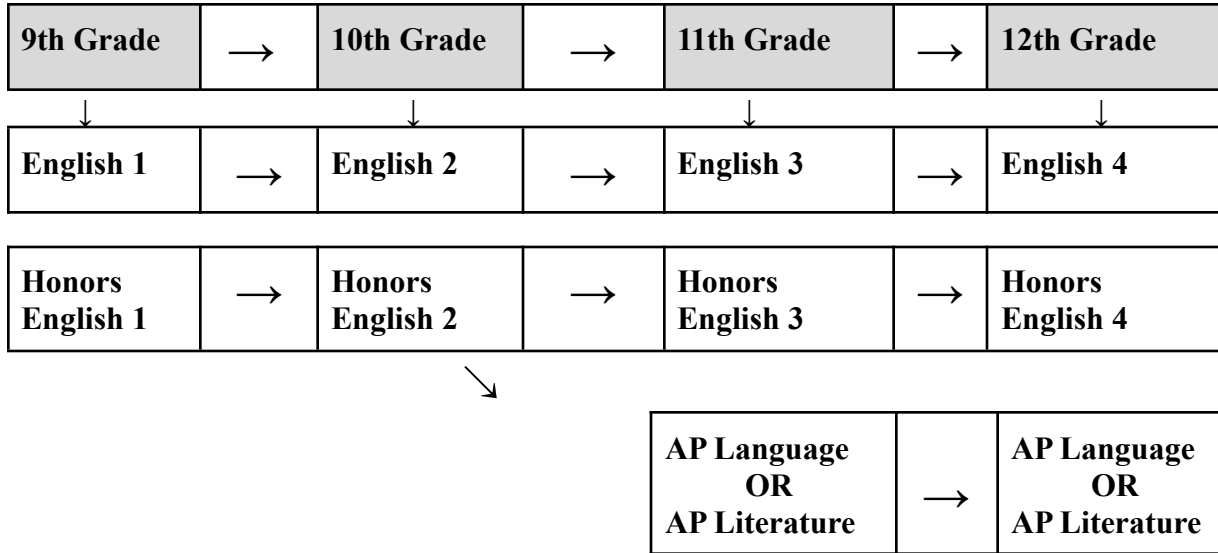 9th Grade → 10th Grade → 11th Grade → 12th Grade
↓ ↓ ↓ ↓
English 1 → English 2 → English 3 → English 4
Honors → Honors → Honors → Honors
English 1 English 2 English 3 English 4
↘
AP Language AP Language
OR → OR
AP Literature AP Literature